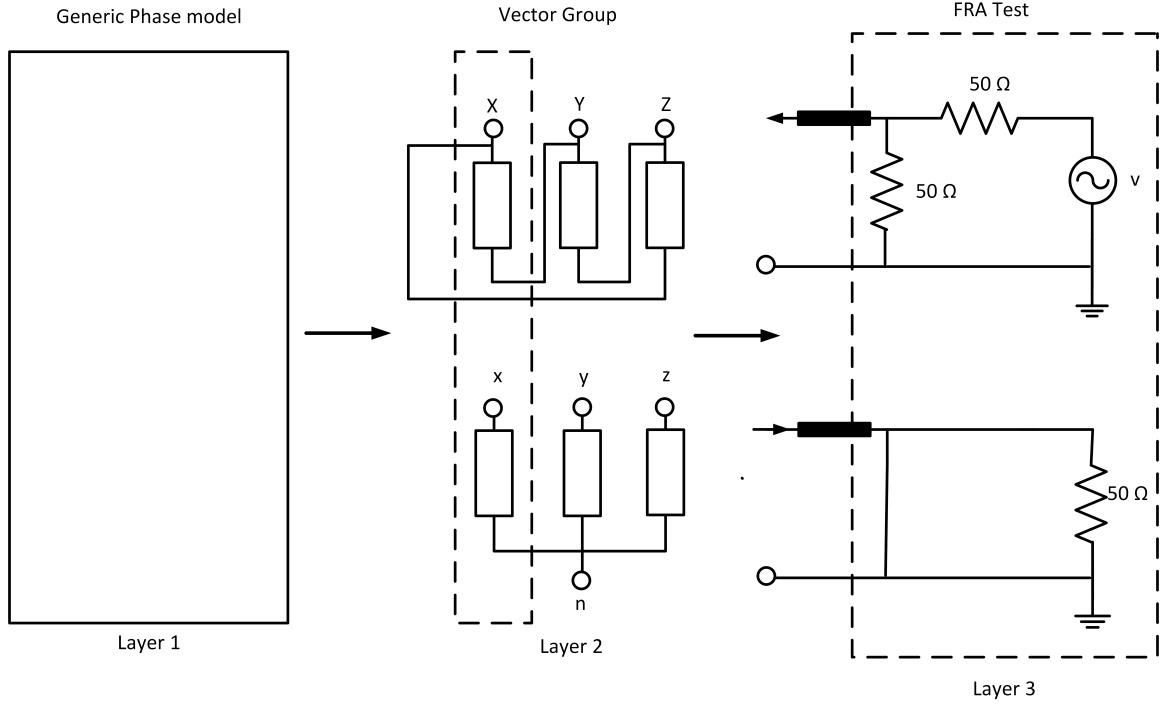 Generic Phase model
Vector Group
FRA Test
X
Y
Z
50 Ω
50 Ω
v
x
y
z
50 Ω
n
Layer 1
Layer 2
Layer 3